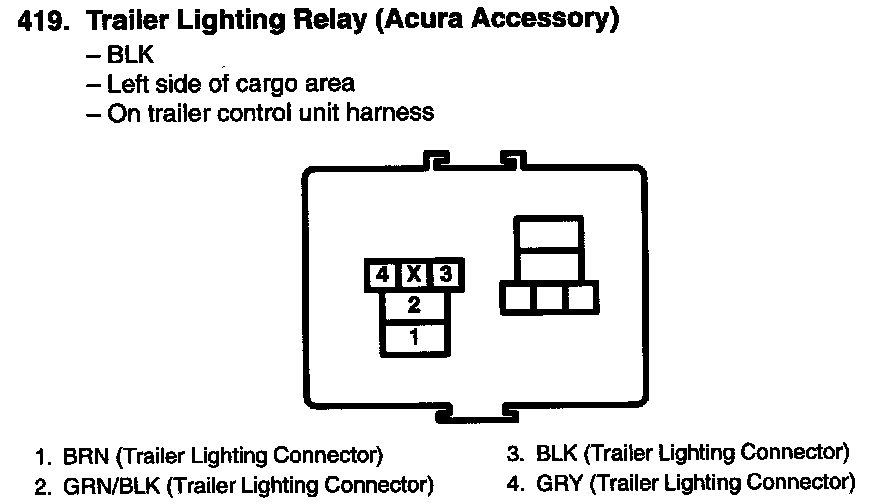 419. Trailer Lighting Relay (Acura Accessory)
– BLK
– Left side of cargo area
– On trailer control unit harness
4 X 3
2
1
1. BRN (Trailer Lighting Connector)
2. GRN/BLK (Trailer Lighting Connector)
3. BLK (Trailer Lighting Connector)
4. GRY (Trailer Lighting Connector)